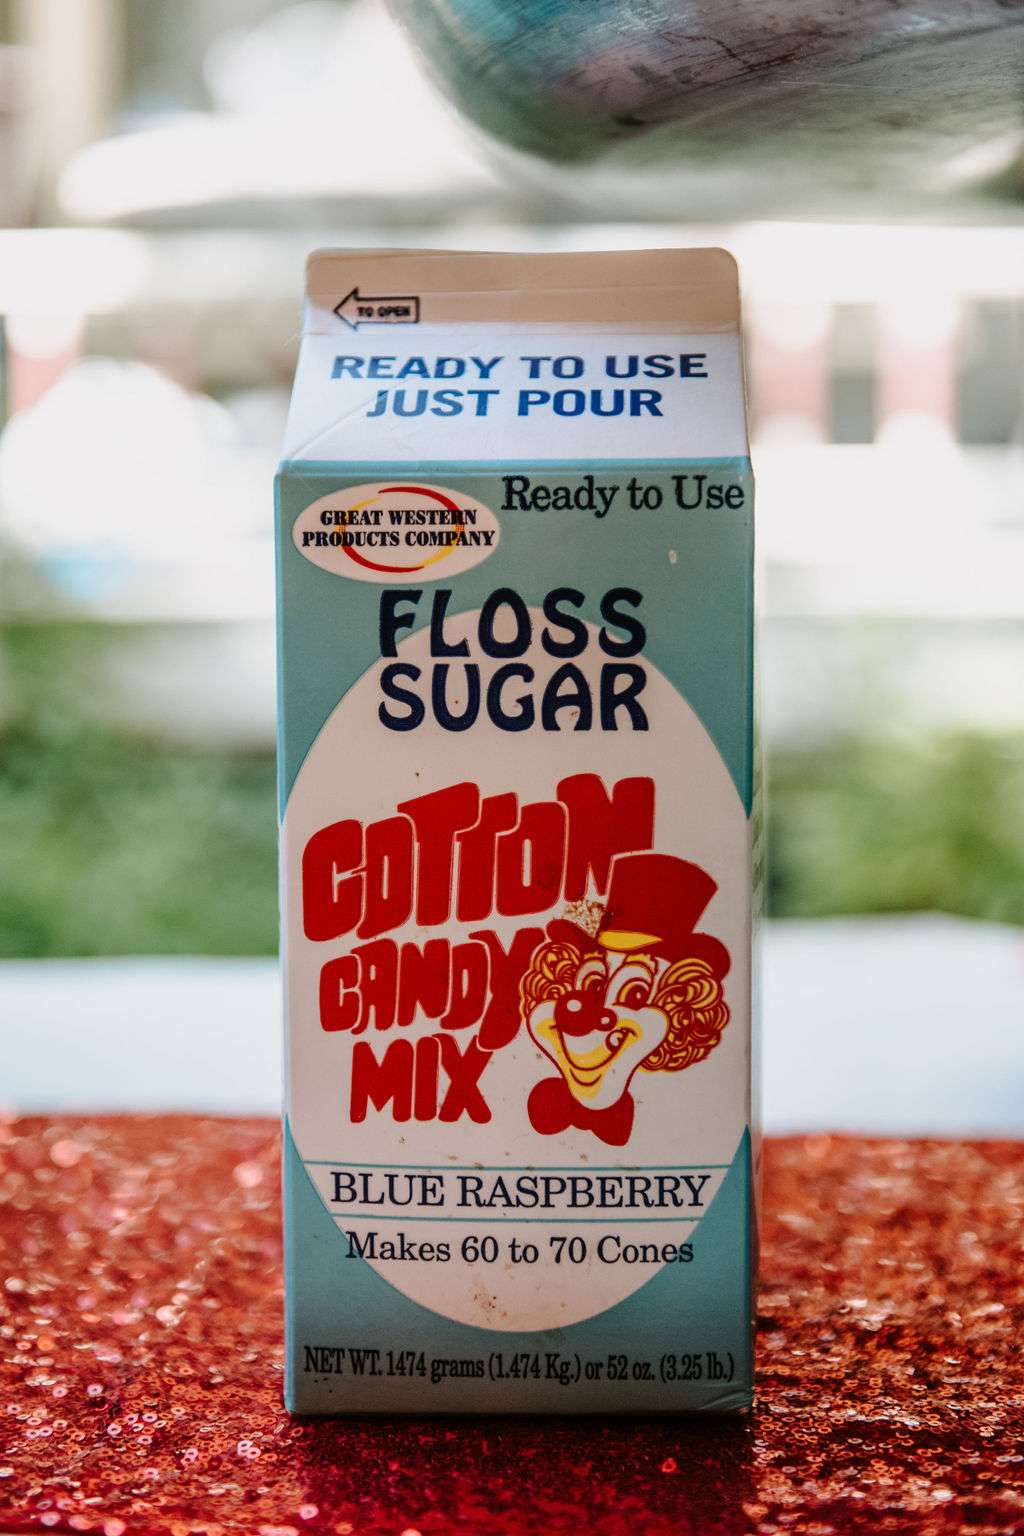 TO OPEN
READY TO USE
JUST POUR
Ready to Use
GREAT WESTERN
PRODUCTS COMPANY
FLOSS
SUGAR
COTTON
CANDY
MIX
BLUE RASPBERRY
Makes 60 to 70 Cones
NET WT. 1474 grams (1.474 Kg.) or 52 oz. (3.25 lb.)